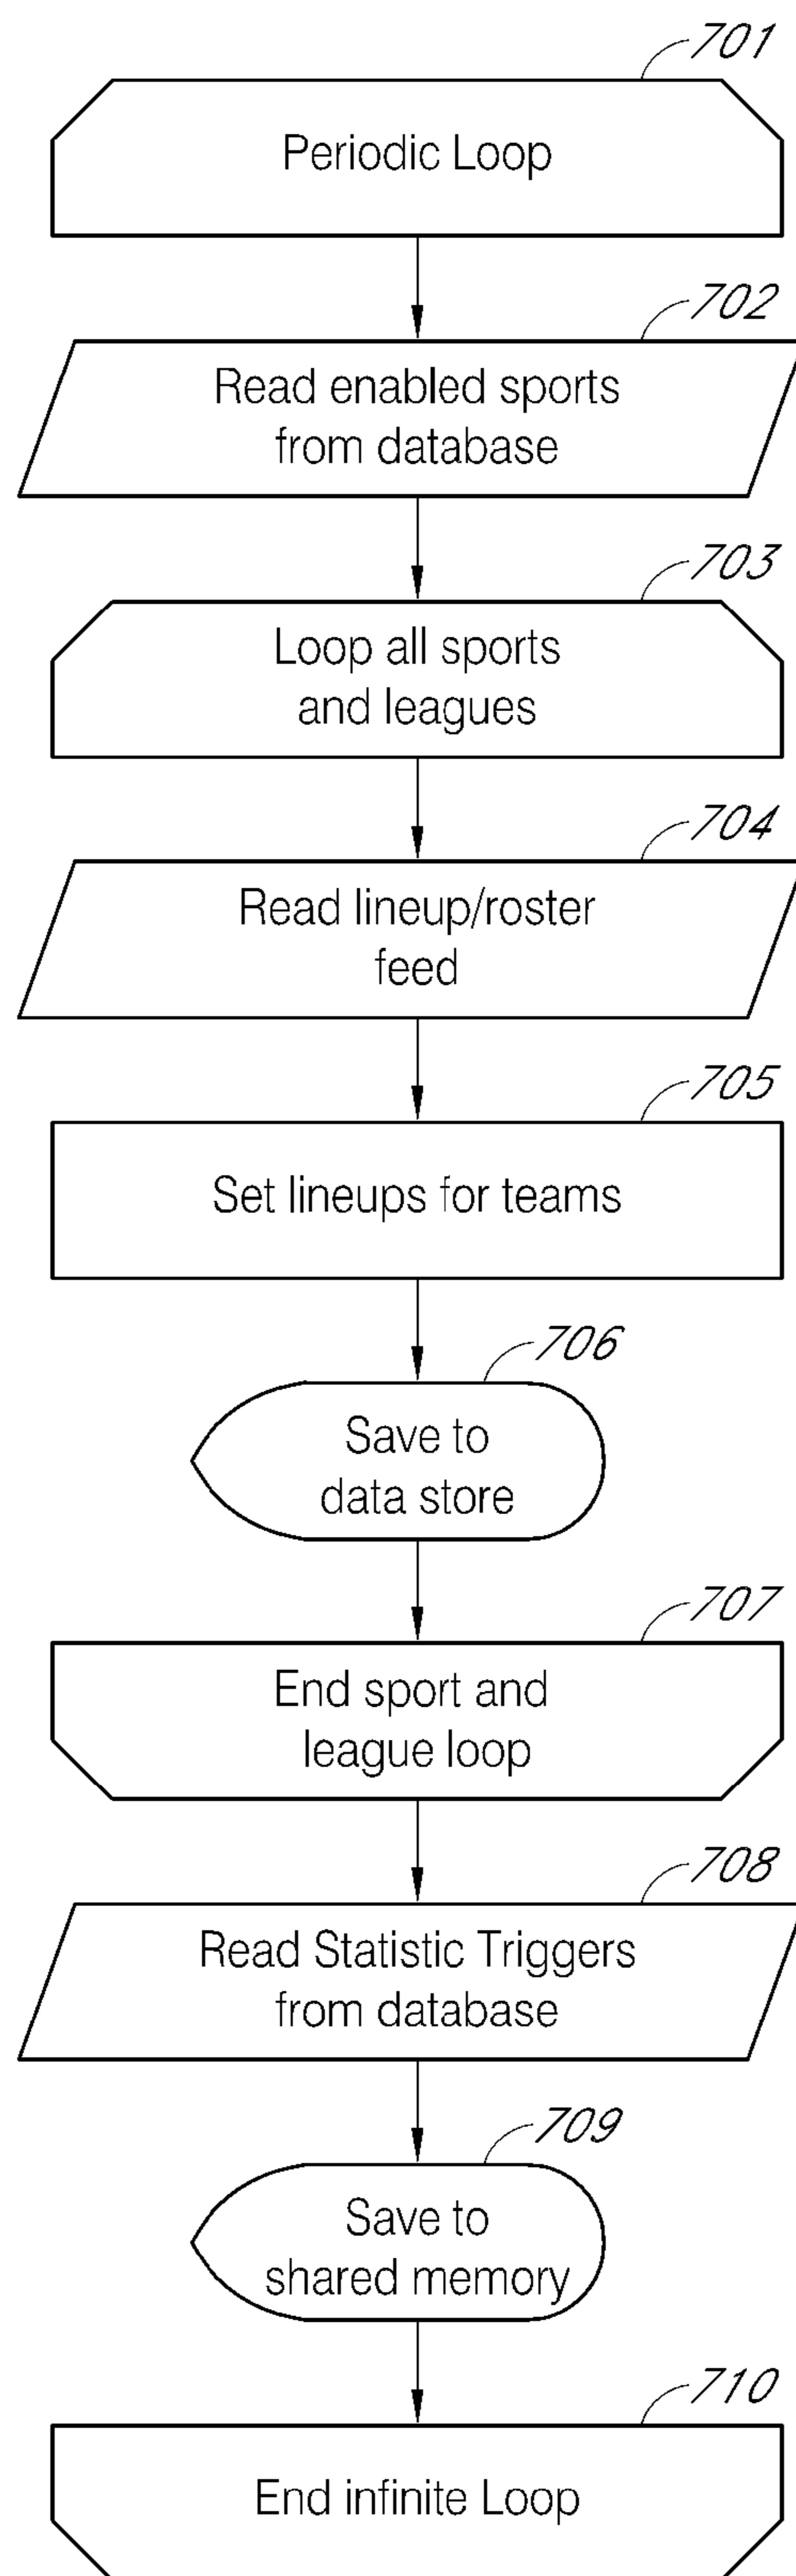 701
Periodic Loop
702
Read enabled sports
from database
703
Loop all sports
and leagues
704
Read lineup/roster
feed
705
Set lineups for teams
706
Save to
data store
707
End sport and
league loop
708
Read Statistic Triggers
from database
709
Save to
shared memory
710
End infinite Loop